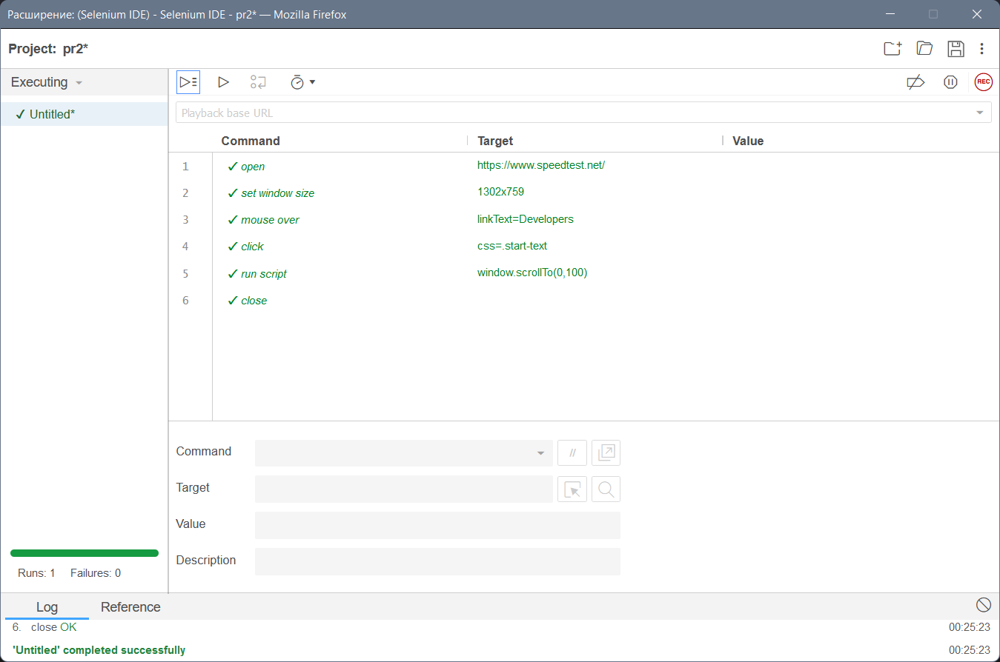 Расширение: (Selenium IDE) - Selenium IDE - pr2* — Mozilla Firefox
Project: pr2*
Executing
REC
✓ Untitled*
Playback base URL
Command Target Value
1 ✓ open https://www.speedtest.net/
2 ✓ set window size 1302x759
3 ✓ mouse over linkText=Developers
4 ✓ click css=.start-text
5 ✓ run script window.scrollTo(0,100)
6 ✓ close
Command //
Target
Value
Description
Runs: 1 Failures: 0
Log Reference
6. close OK 00:25:23
'Untitled' completed successfully 00:25:23